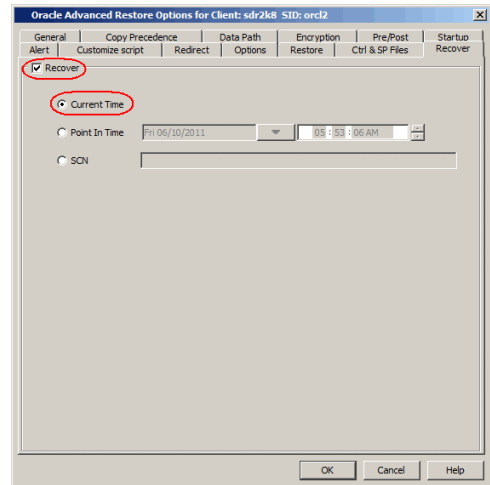 Oracle Advanced Restore Options for Client: sdr2k8 SID: orcl2
General Copy Precedence Data Path Encryption Pre/Post Startup
Alert Customize script Redirect Options Restore Ctrl & SP Files Recover
Recover
Current Time
Point In Time Fri 06/10/2011 05 : 53 : 06 AM
SCN
OK Cancel Help